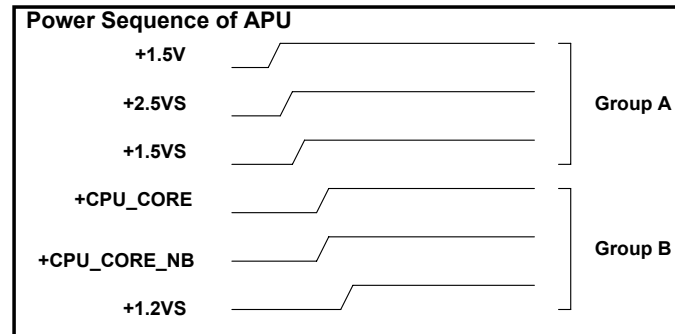 Power Sequence of APU
+1.5V
+2.5VS
Group A
+1.5VS
+CPU_CORE
+CPU_CORE_NB
Group B
+1.2VS